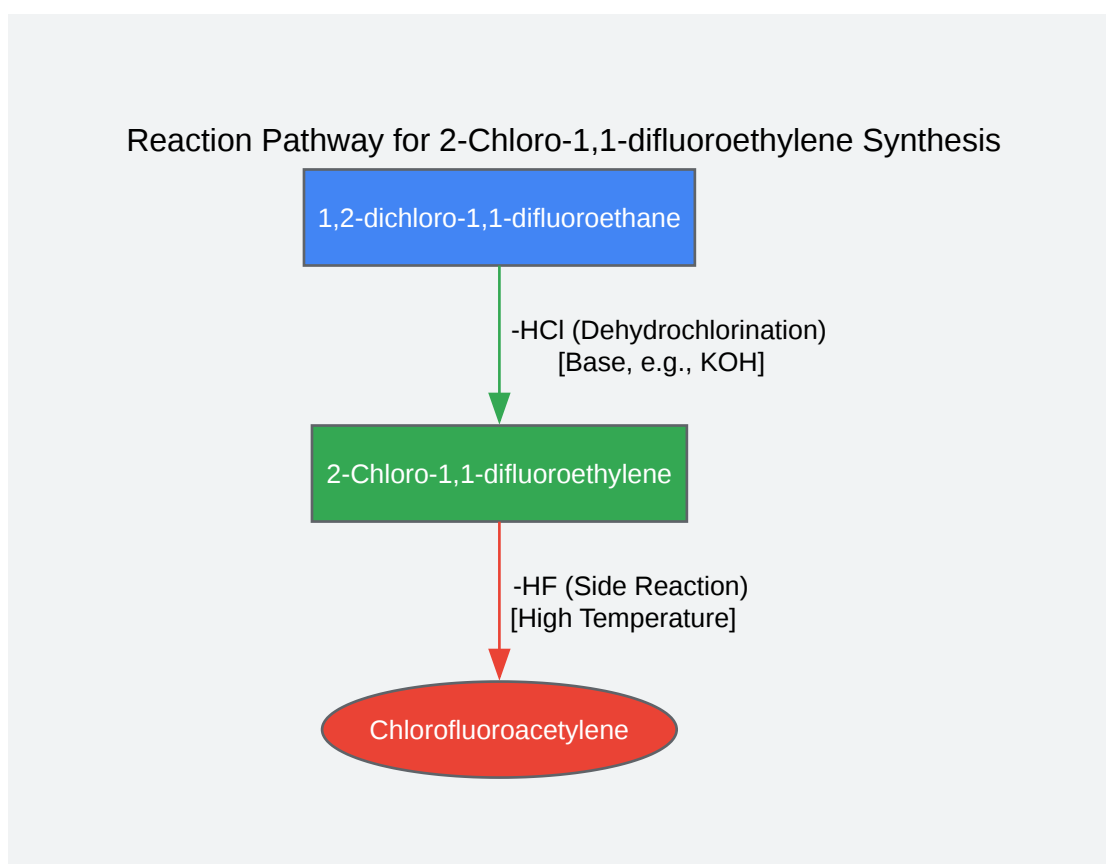 Reaction Pathway for 2-Chloro-1,1-difluoroethylene Synthesis
1,2-dichloro-1,1-difluoroethane
-HCl (Dehydrochlorination)
[Base, e.g., KOH]
2-Chloro-1,1-difluoroethylene
-HF (Side Reaction)
[High Temperature]
Chlorofluoroacetylene